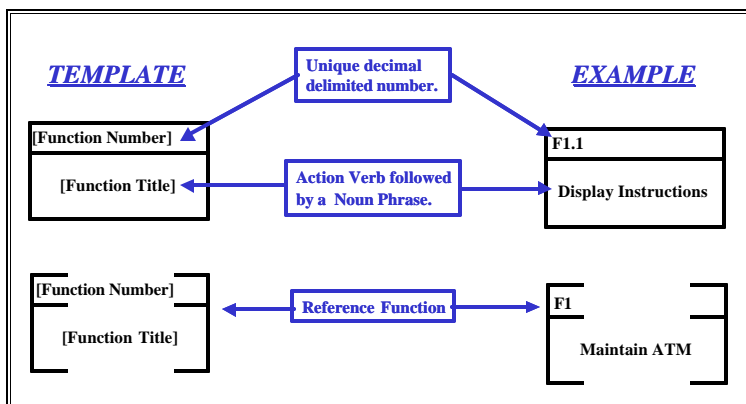 TEMPLATE
Unique decimal
delimited number.
EXAMPLE
[Function Number]
F1.1
[Function Title]
Action Verb followed
by a Noun Phrase.
Display Instructions
[Function Number]
Reference Function
F1
[Function Title]
Maintain ATM